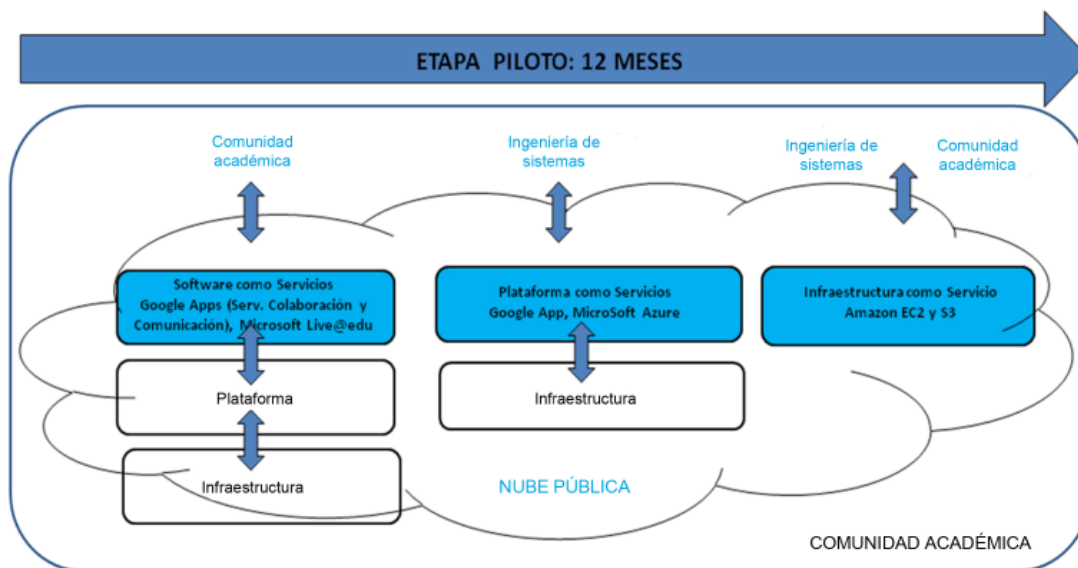 ETAPA PILOTO: 12 MESES
Comunidad
académica
Ingeniería de
sistemas
Ingeniería de
sistemas
Comunidad
académica
Software como Servicios
Google Apps (Serv. Colaboración y
Comunicación), Microsoft Live@edu
Plataforma como Servicios
Google App, MicroSoft Azure
Infraestructura como Servicio
Amazon EC2 y S3
Plataforma
Infraestructura
Infraestructura
NUBE PÚBLICA
COMUNIDAD ACADÉMICA